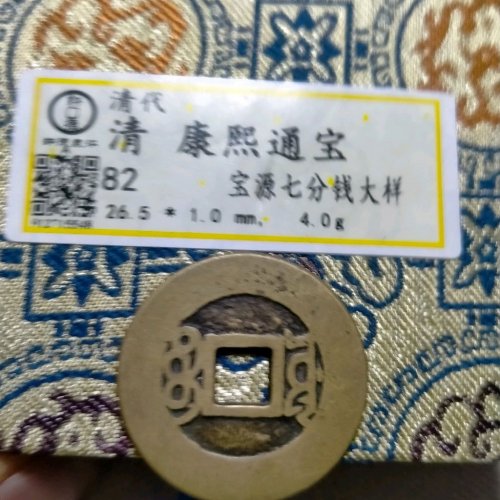 清代
清 康熙通宝
82 宝源七分钱大样
26.5 * 1.0 mm, 4.0g